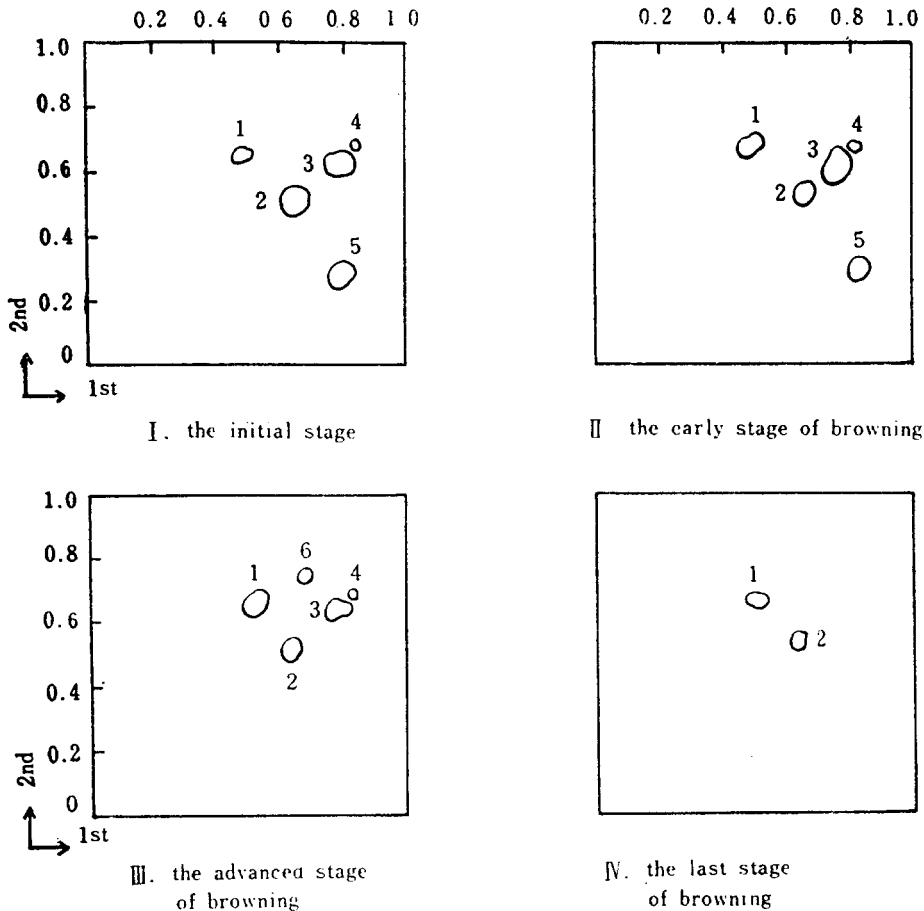 0.2 0.4 0 6 0.8 1 0
0.2 0.4 0.6 0.8 1.0
1.0
0.8
0.6
0.4
0.2
0
1
2
3
4
5
1
2
3
4
5
2nd
1st
I. the initial stage
II the early stage of browning
1.0
0.8
0.6
0.4
0.2
0
1
6
4
3
2
1
2
2nd
1st
III. the advanced stage
of browning
IV. the last stage
of browning